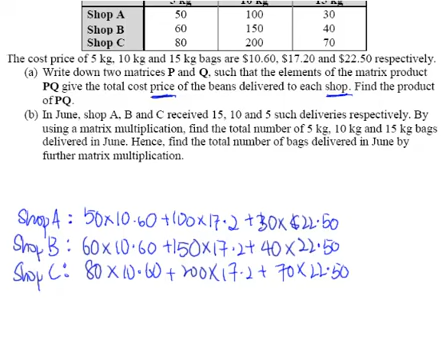 5 kg 10 kg 15 kg
Shop A 50 100 30
Shop B 60 150 40
Shop C 80 200 70
The cost price of 5 kg, 10 kg and 15 kg bags are $10.60, $17.20 and $22.50 respectively.
(a) Write down two matrices P and Q, such that the elements of the matrix product
PQ give the total cost price of the beans delivered to each shop. Find the product
of PQ.
(b) In June, shop A, B and C received 15, 10 and 5 such deliveries respectively. By
using a matrix multiplication, find the total number of 5 kg, 10 kg and 15 kg bags
delivered in June. Hence, find the total number of bags delivered in June by
further matrix multiplication.
Shop A : 50×10.60 +100×17.2 +30×$22.50
Shop B : 60×10.60 +150×17.2+ 40×22.50
Shop C: 80×10.60+200×17.2+ 70×22.50